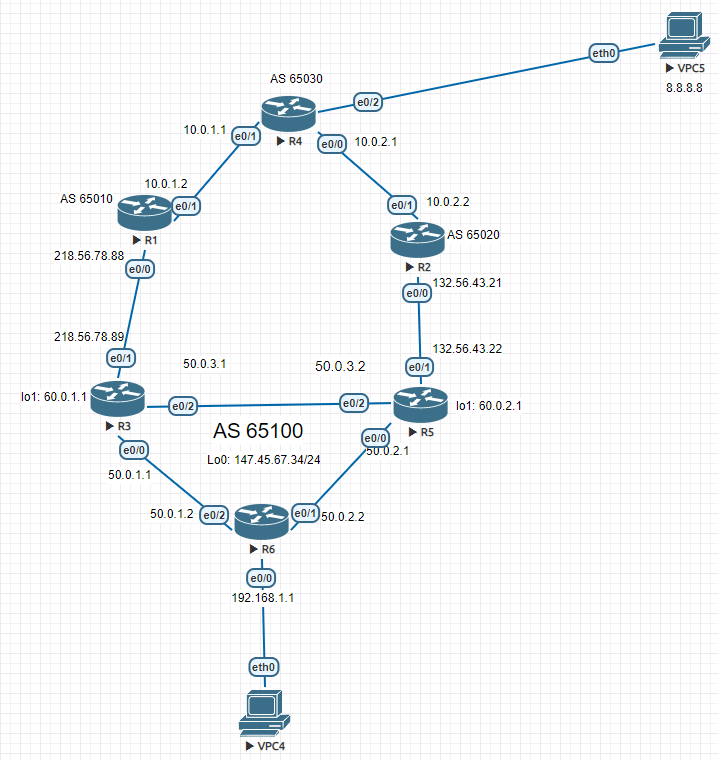 eth0
VPC5
8.8.8.8
AS 65030
e0/2
10.0.1.1
e0/1
R4
e0/0
10.0.2.1
10.0.1.2
AS 65010
e0/1
R1
10.0.2.2
e0/1
AS 65020
R2
218.56.78.88
e0/0
132.56.43.21
e0/0
218.56.78.89
e0/1
132.56.43.22
e0/1
50.0.3.1
50.0.3.2
lo1: 60.0.1.1
R3
e0/2
e0/2
lo1: 60.0.2.1
R5
AS 65100
e0/0
e0/0
50.0.2.1
Lo0: 147.45.67.34/24
50.0.1.1
50.0.1.2
e0/2
e0/1
50.0.2.2
R6
e0/0
192.168.1.1
eth0
VPC4